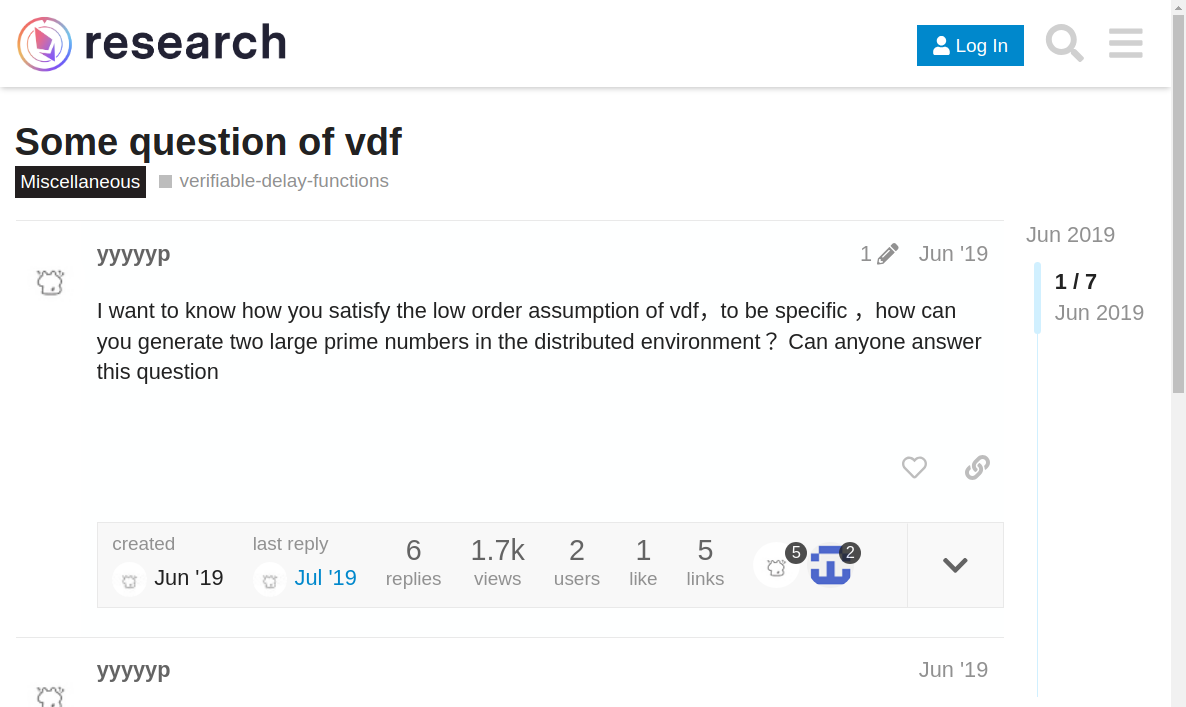 research
Log In
Some question of vdf
Miscellaneous verifiable-delay-functions
Jun 2019
yyyyyp 1 Jun '19
1 / 7
Jun 2019
I want to know how you satisfy the low order assumption of vdf，to be specific ，how can
you generate two large prime numbers in the distributed environment？ Can anyone answer
this question
created last reply 6 1.7k 2 1 5 5 2
Jun '19 Jul '19 replies views users like links
yyyyyp Jun '19